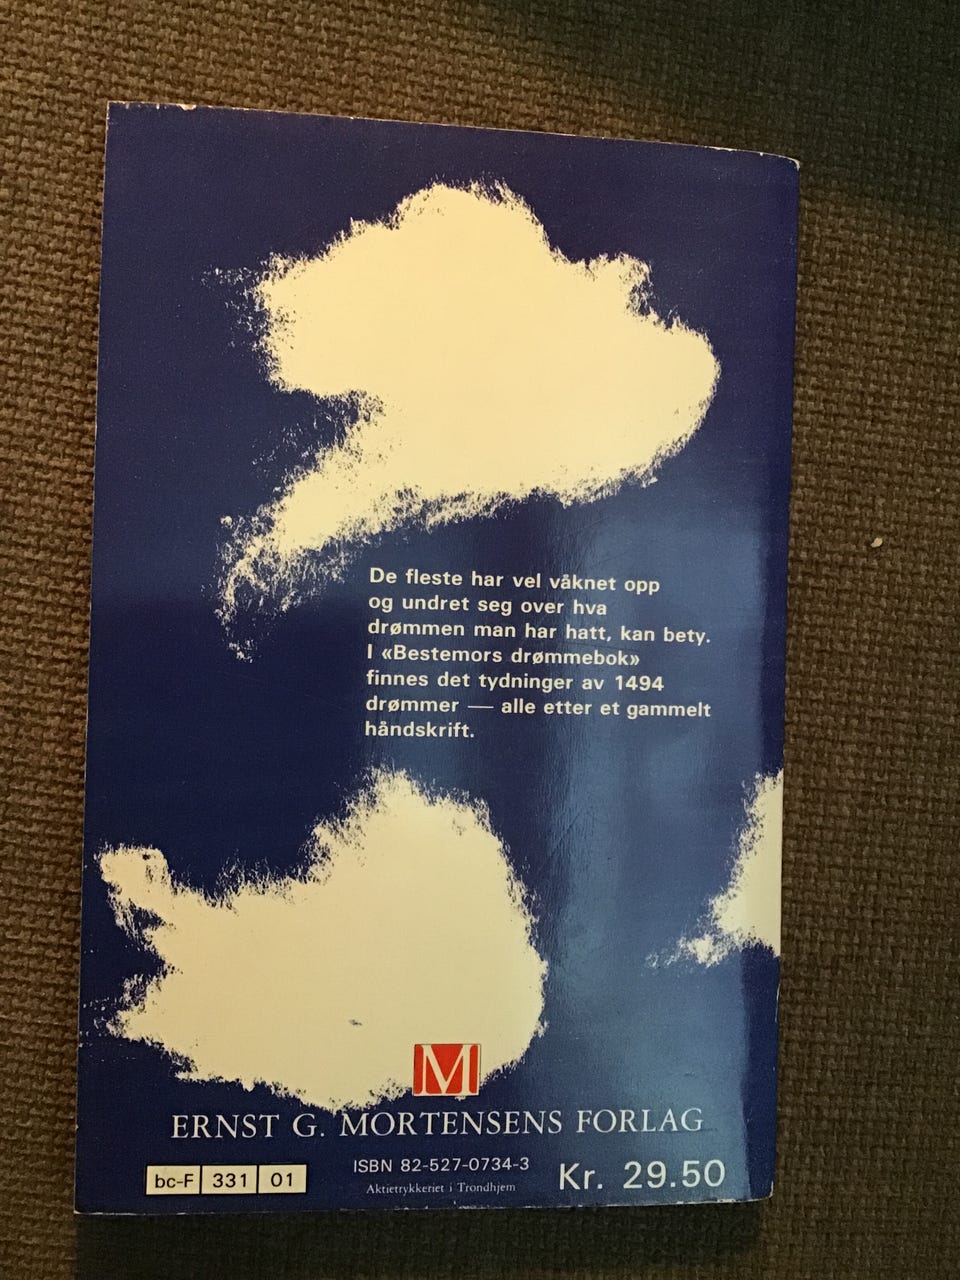 De fleste har vel våknet opp
og undret seg over hva
drømmen man har hatt, kan bety.
I «Bestemors drømmebok»
finnes det tydninger av 1494
drømmer — alle etter et gammelt
håndskrift.
M
ERNST G. MORTENSENS FORLAG
bc-F 331 01
ISBN 82-527-0734-3
Aktietrykkeriet i Trondhjem
Kr. 29.50